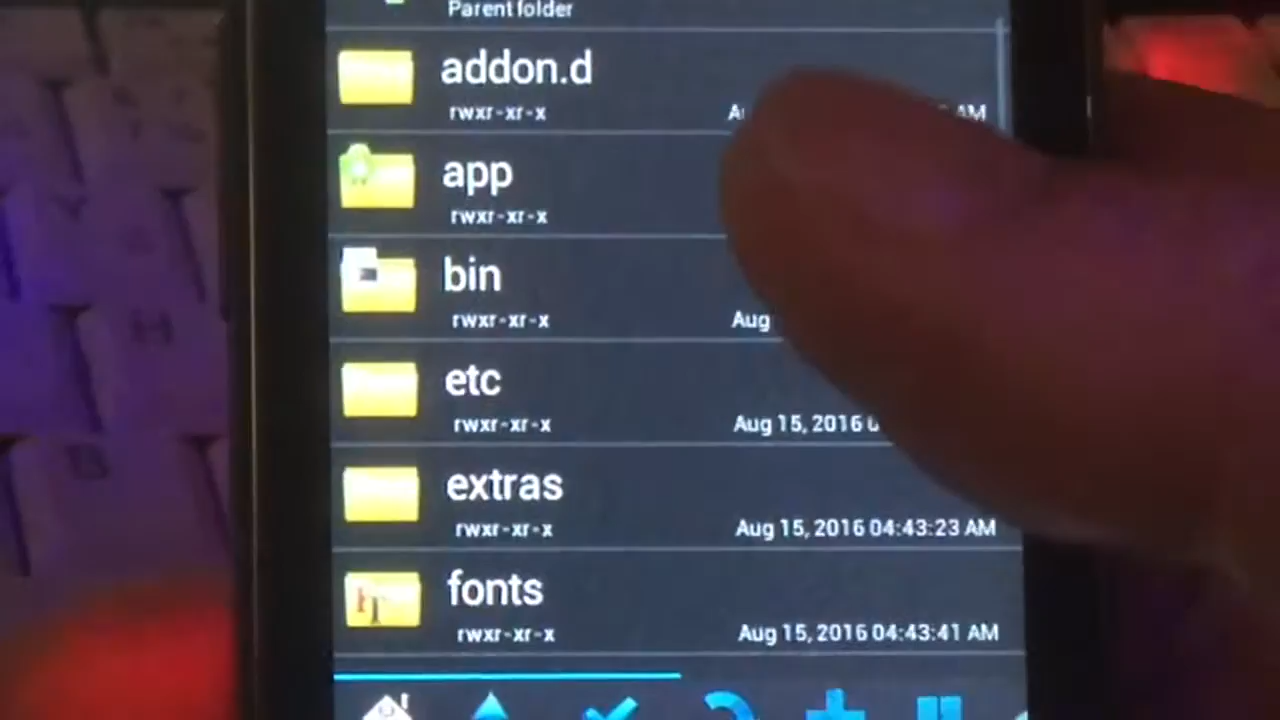 Parent folder
addon.d
rwxr-xr-x AM
app
rwxr-xr-x
bin
rwxr-xr-x Aug
etc
rwxr-xr-x Aug 15, 2016
extras
rwxr-xr-x Aug 15, 2016 04:43:23 AM
fonts
rwxr-xr-x Aug 15, 2016 04:43:41 AM